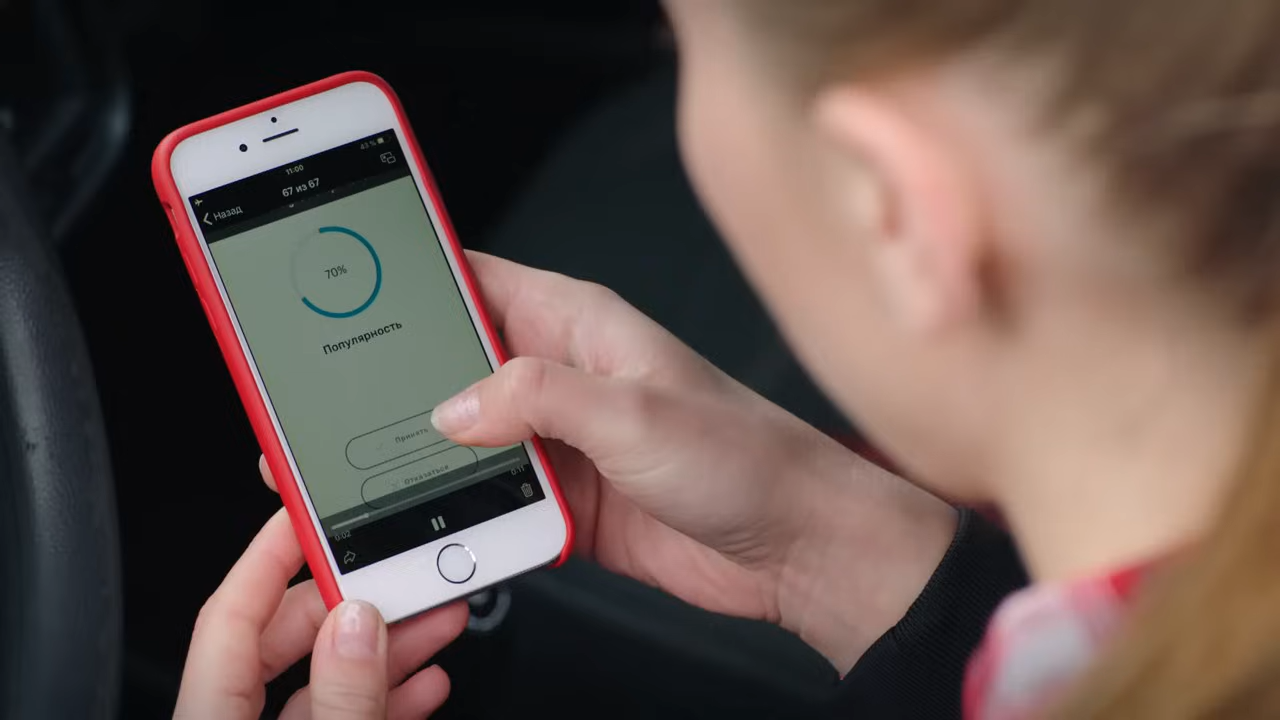 43 %
11:00
67 из 67
Назад
70%
Популярность
Принять
Отказаться
0:11
0:02